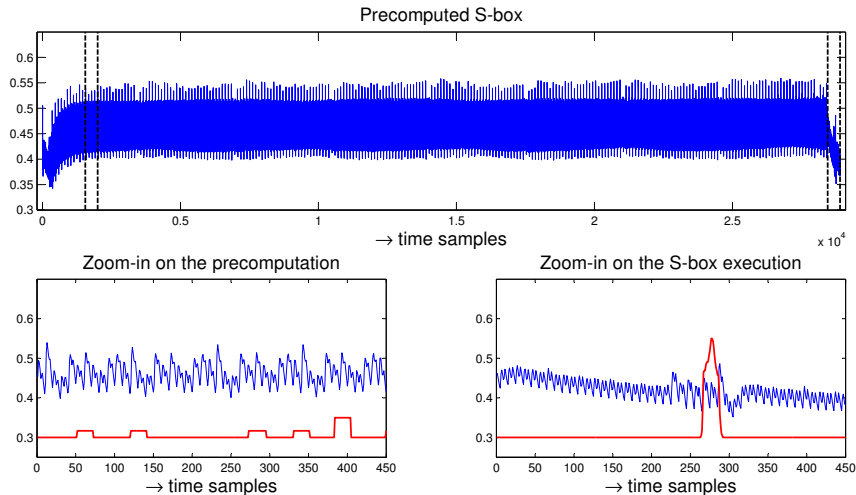 Precomputed S-box
0.6
0.55
0.5
0.45
0.4
0.35
0.3
0 0.5 1 1.5 2 2.5
→ time samples x 10⁴
Zoom-in on the precomputation
0.6
0.5
0.4
0.3
0 50 100 150 200 250 300 350 400 450
→ time samples
Zoom-in on the S-box execution
0.6
0.5
0.4
0.3
0 50 100 150 200 250 300 350 400 450
→ time samples